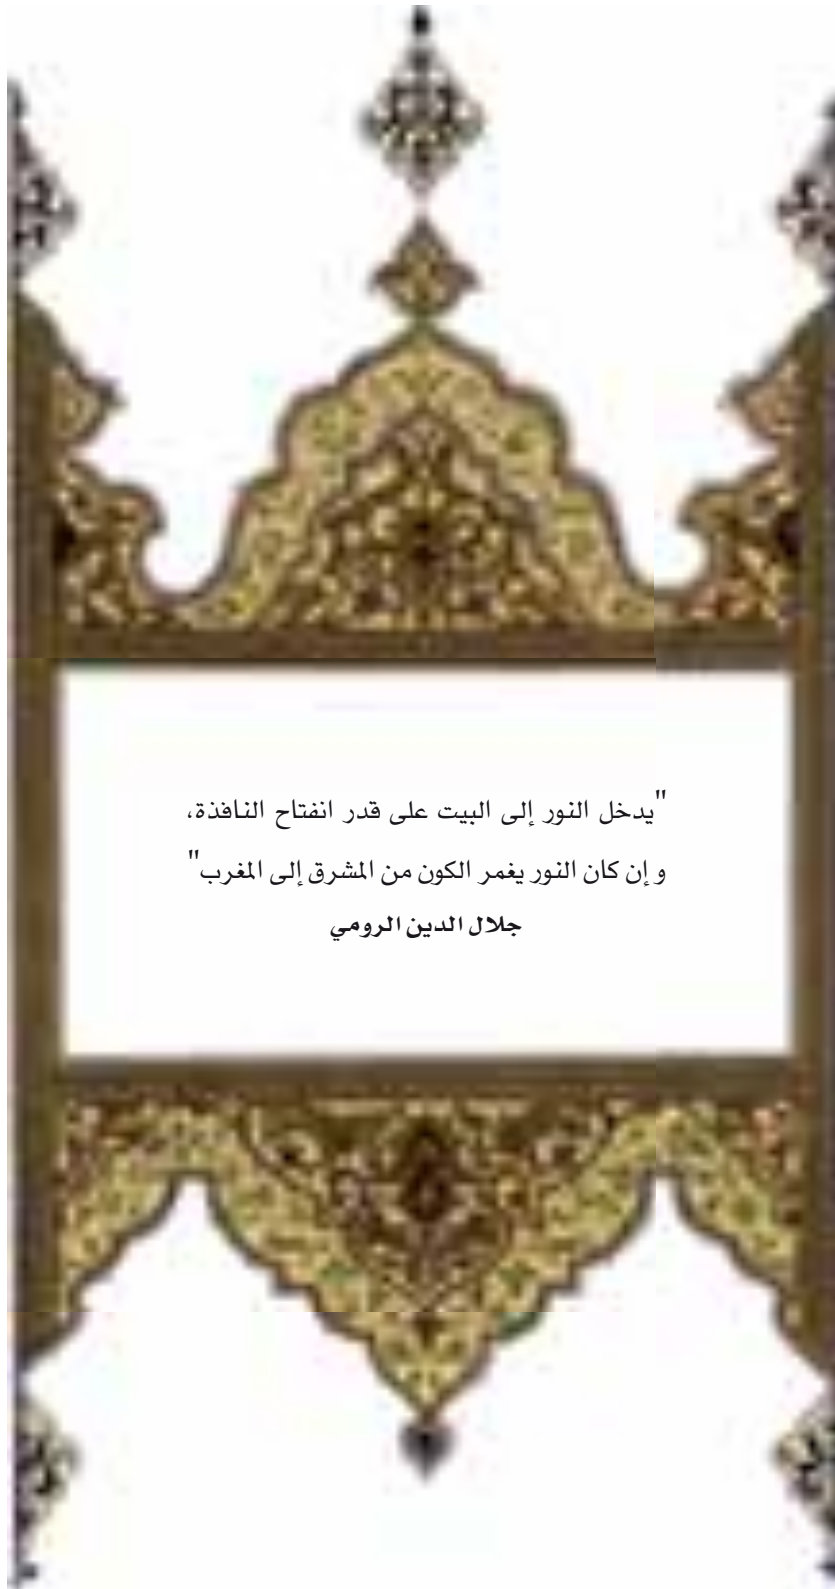 "يدخل النور إلى البيت على قدر انفتاح النافذة،
وإن كان النور يغمر الكون من المشرق إلى المغرب"
جلال الدين الرومي